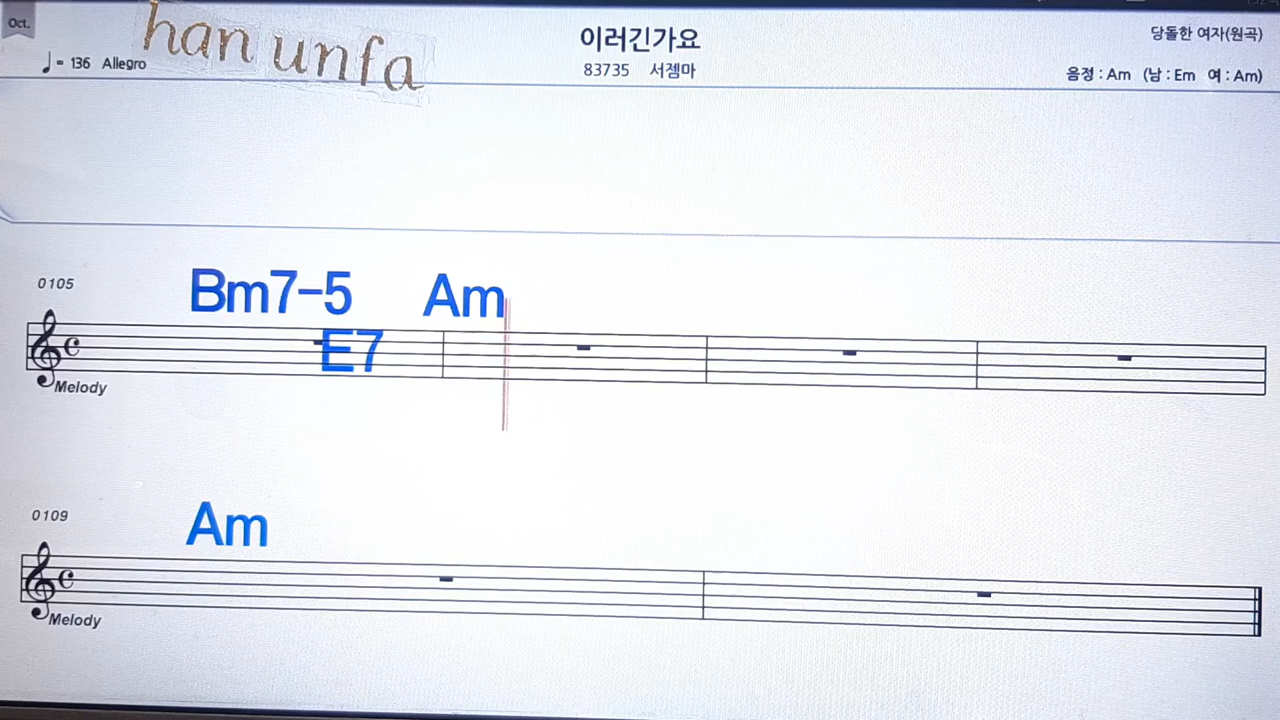 Oct.
han unfa
♩= 136 Allegro
이러긴가요
83735 서젬마
당돌한 여자(원곡)
음정 : Am (남 : Em 여 : Am)
0105
Bm7-5 Am
E7
Melody
0109
Am
Melody